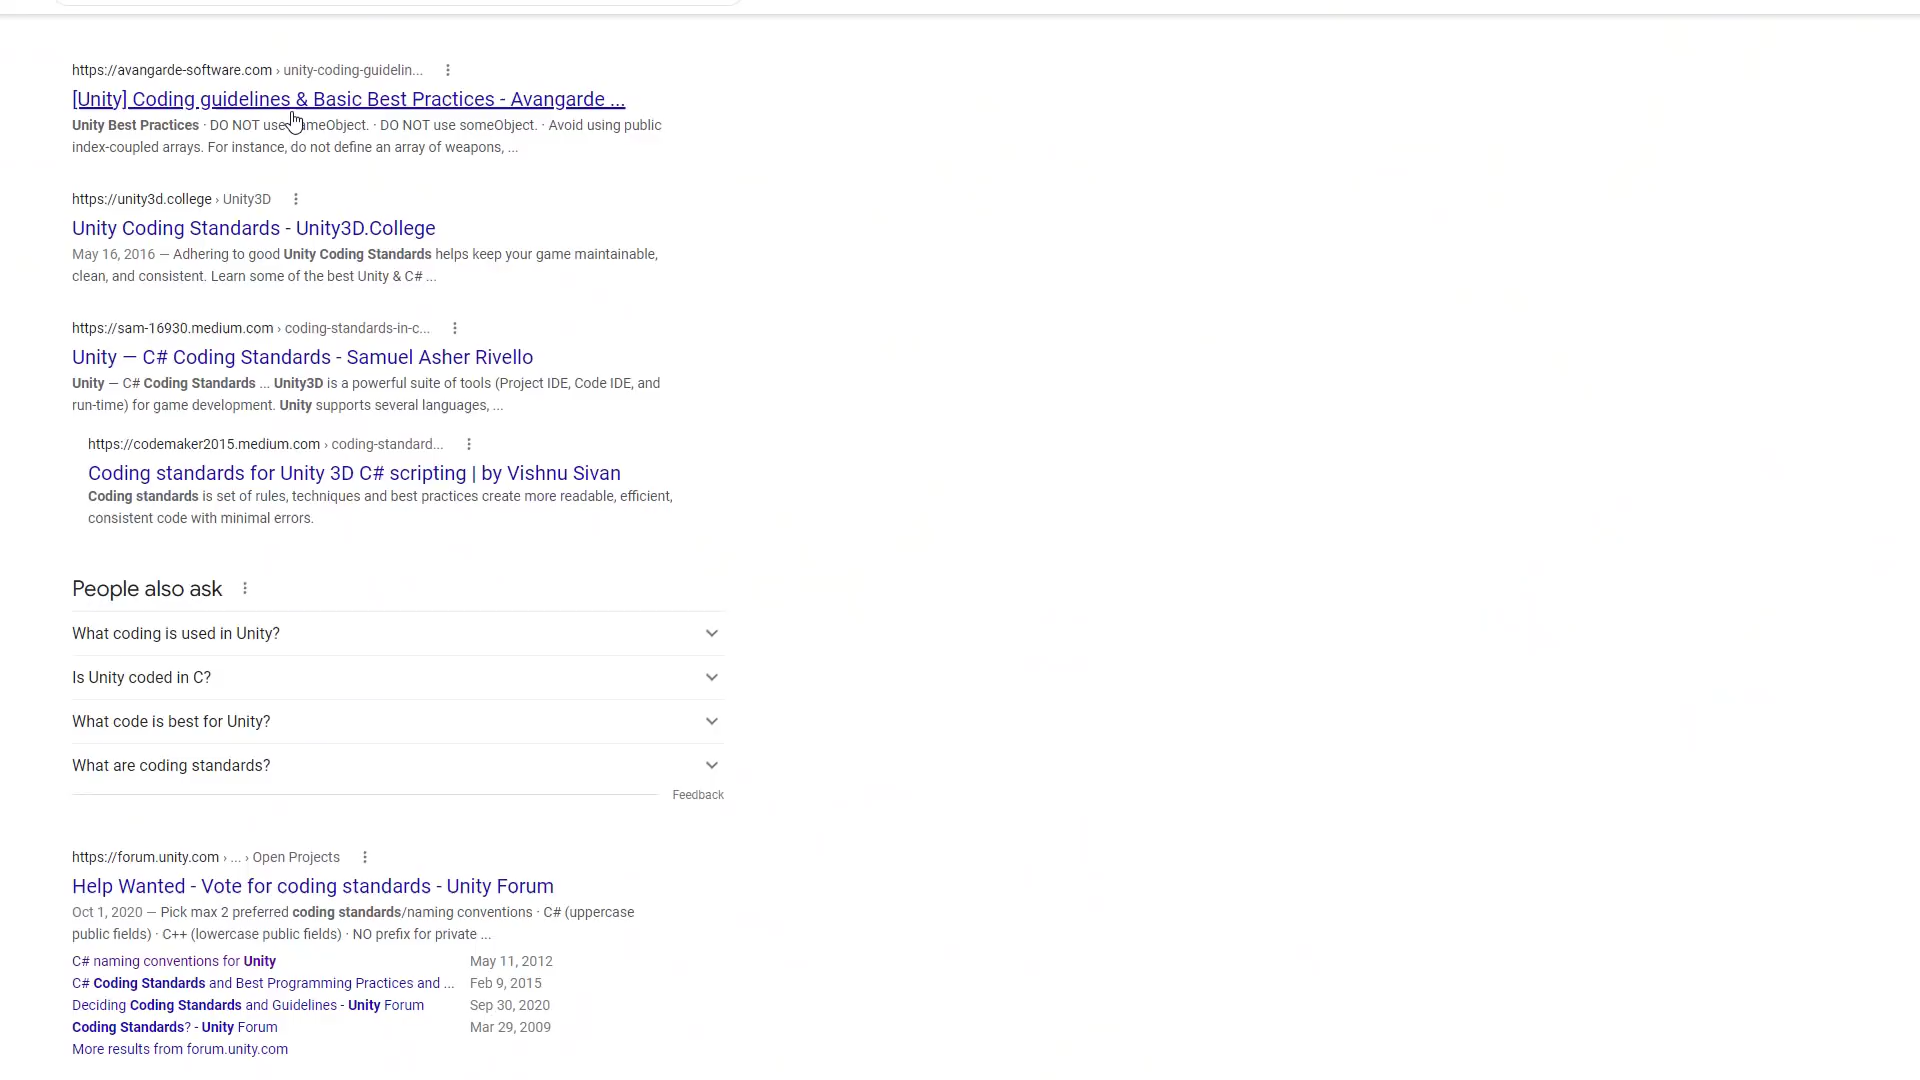 https://avangarde-software.com › unity-coding-guidelin...
[Unity] Coding guidelines & Basic Best Practices - Avangarde ...
Unity Best Practices · DO NOT use ameObject. · DO NOT use someObject. · Avoid using public
index-coupled arrays. For instance, do not define an array of weapons, ...
https://unity3d.college › Unity3D
Unity Coding Standards - Unity3D.College
May 16, 2016 — Adhering to good Unity Coding Standards helps keep your game maintainable,
clean, and consistent. Learn some of the best Unity & C# ...
https://sam-16930.medium.com › coding-standards-in-c...
Unity — C# Coding Standards - Samuel Asher Rivello
Unity — C# Coding Standards ... Unity3D is a powerful suite of tools (Project IDE, Code IDE, and
run-time) for game development. Unity supports several languages, ...
https://codemaker2015.medium.com › coding-standard...
Coding standards for Unity 3D C# scripting | by Vishnu Sivan
Coding standards is set of rules, techniques and best practices create more readable, efficient,
consistent code with minimal errors.
People also ask
What coding is used in Unity?
Is Unity coded in C?
What code is best for Unity?
What are coding standards?
Feedback
https://forum.unity.com › ... › Open Projects
Help Wanted - Vote for coding standards - Unity Forum
Oct 1, 2020 — Pick max 2 preferred coding standards/naming conventions · C# (uppercase
public fields) · C++ (lowercase public fields) · NO prefix for private ...
C# naming conventions for Unity May 11, 2012
C# Coding Standards and Best Programming Practices and ... Feb 9, 2015
Deciding Coding Standards and Guidelines - Unity Forum Sep 30, 2020
Coding Standards? - Unity Forum Mar 29, 2009
More results from forum.unity.com